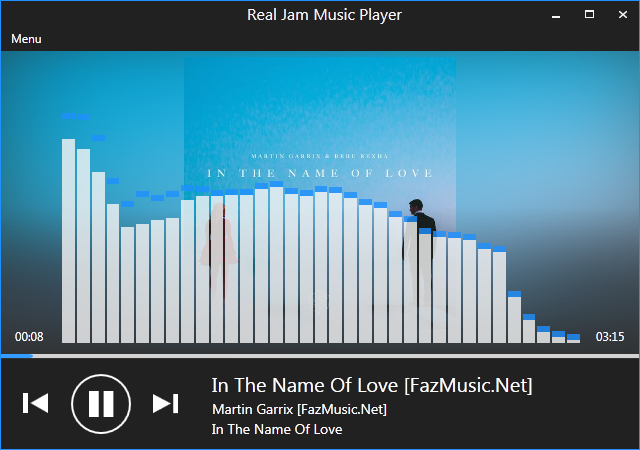 Real Jam Music Player
Menu
MARTIN GARRIX & BEBE REXHA
IN THE NAME OF LOVE
00:08
03:15
In The Name Of Love [FazMusic.Net]
Martin Garrix [FazMusic.Net]
In The Name Of Love